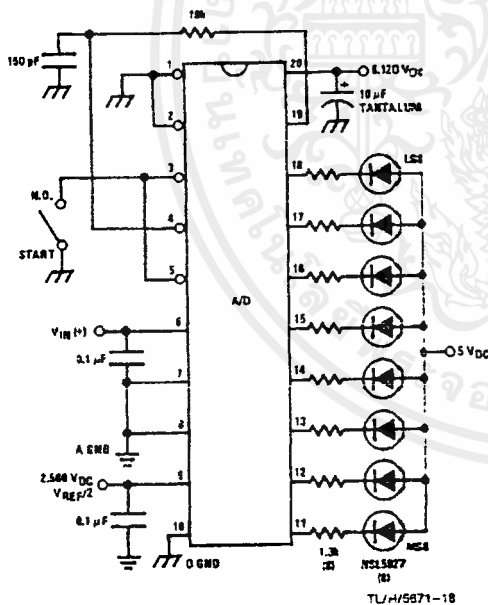 10k
150 pF
1
20
5.120 VDC
+
10 µF
TANTALUM
2
19
3
18
LSB
N.O.
4
17
START
5
16
A/D
VIN (+)
6
15
5 VDC
0.1 µF
7
14
A GND
8
13
2.560 VDC
VREF/2
9
12
0.1 µF
10
11
MSB
D GND
1.3k
(8)
NSL5027
(8)
TL/H/5671-18